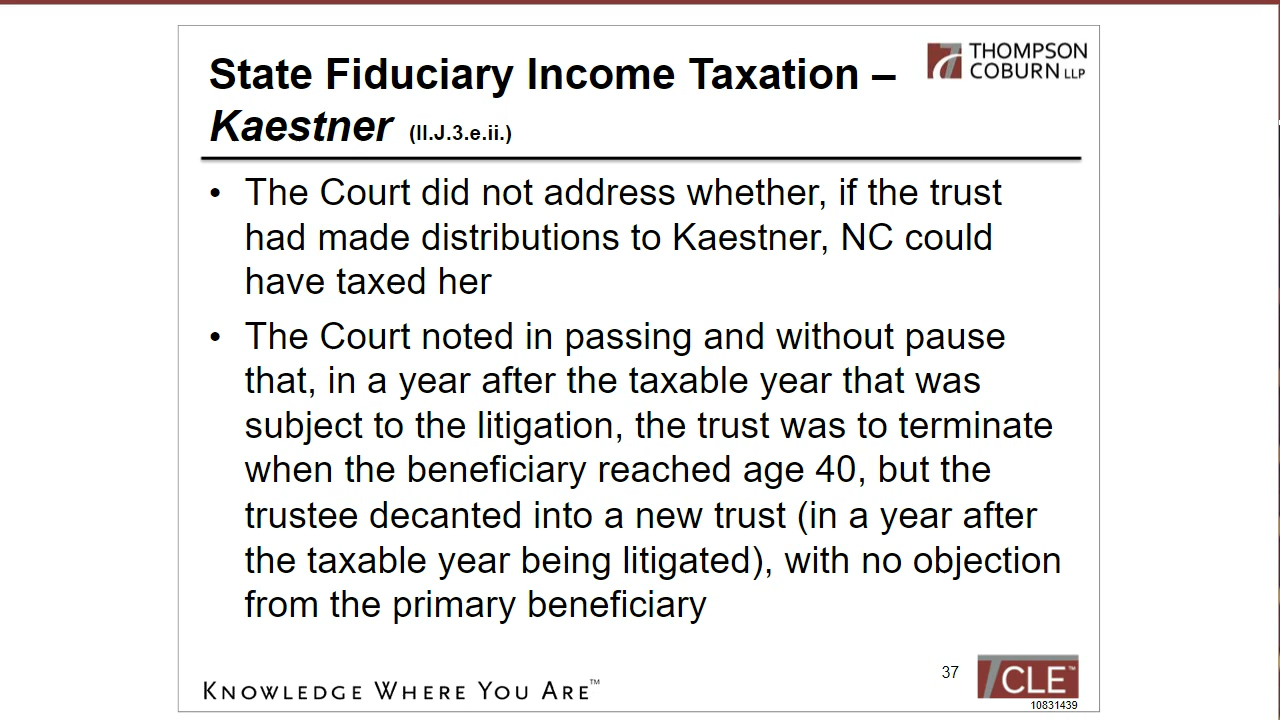 State Fiduciary Income Taxation –
Kaestner (II.J.3.e.ii.)
THOMPSON
COBURN LLP
• The Court did not address whether, if the trust
had made distributions to Kaestner, NC could
have taxed her
• The Court noted in passing and without pause
that, in a year after the taxable year that was
subject to the litigation, the trust was to terminate
when the beneficiary reached age 40, but the
trustee decanted into a new trust (in a year after
the taxable year being litigated), with no objection
from the primary beneficiary
KNOWLEDGE WHERE YOU ARE™
37
TCLE™
10831439